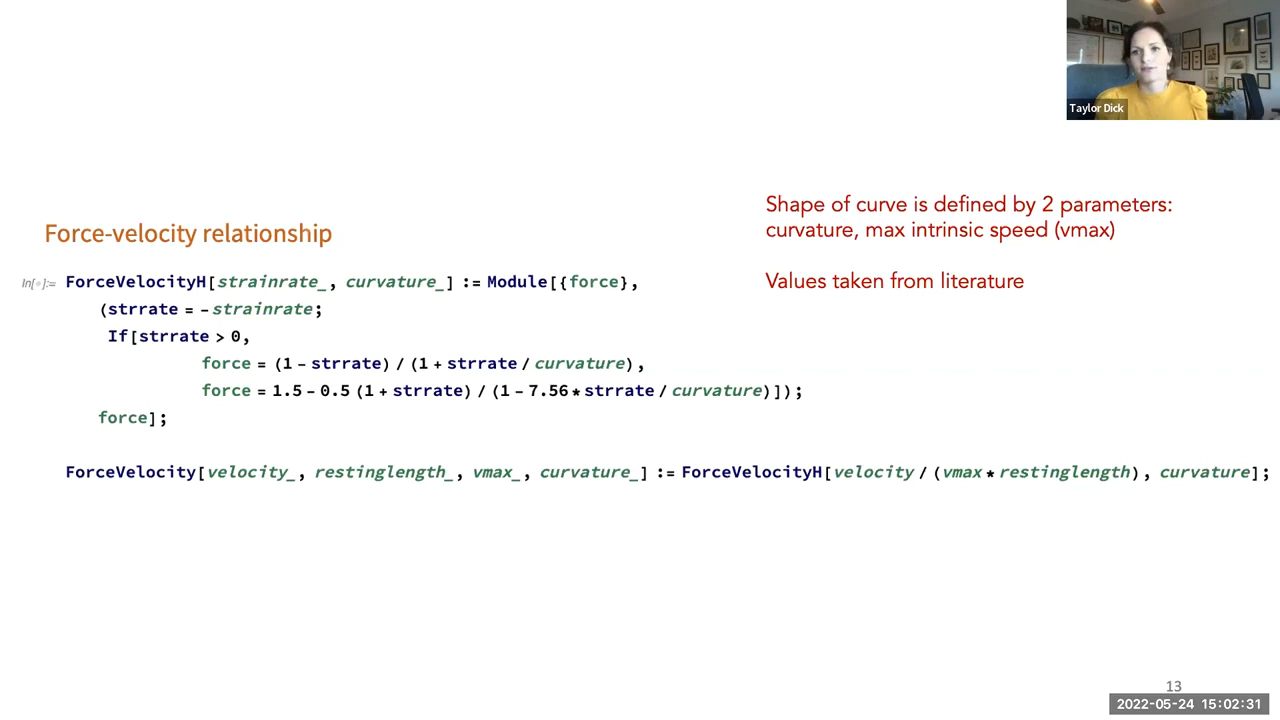 Taylor Dick
Shape of curve is defined by 2 parameters:
curvature, max intrinsic speed (vmax)
Values taken from literature
Force-velocity relationship
In[∘]:= ForceVelocityH[strainrate_, curvature_] := Module[{force},
(strrate = -strainrate;
If[strrate > 0,
force = (1 - strrate) / (1 + strrate / curvature),
force = 1.5 - 0.5 (1 + strrate) / (1 - 7.56 * strrate / curvature)]);
force];
ForceVelocity[velocity_, restinglength_, vmax_, curvature_] := ForceVelocityH[velocity / (vmax * restinglength), curvature];
13
2022-05-24 15:02:31